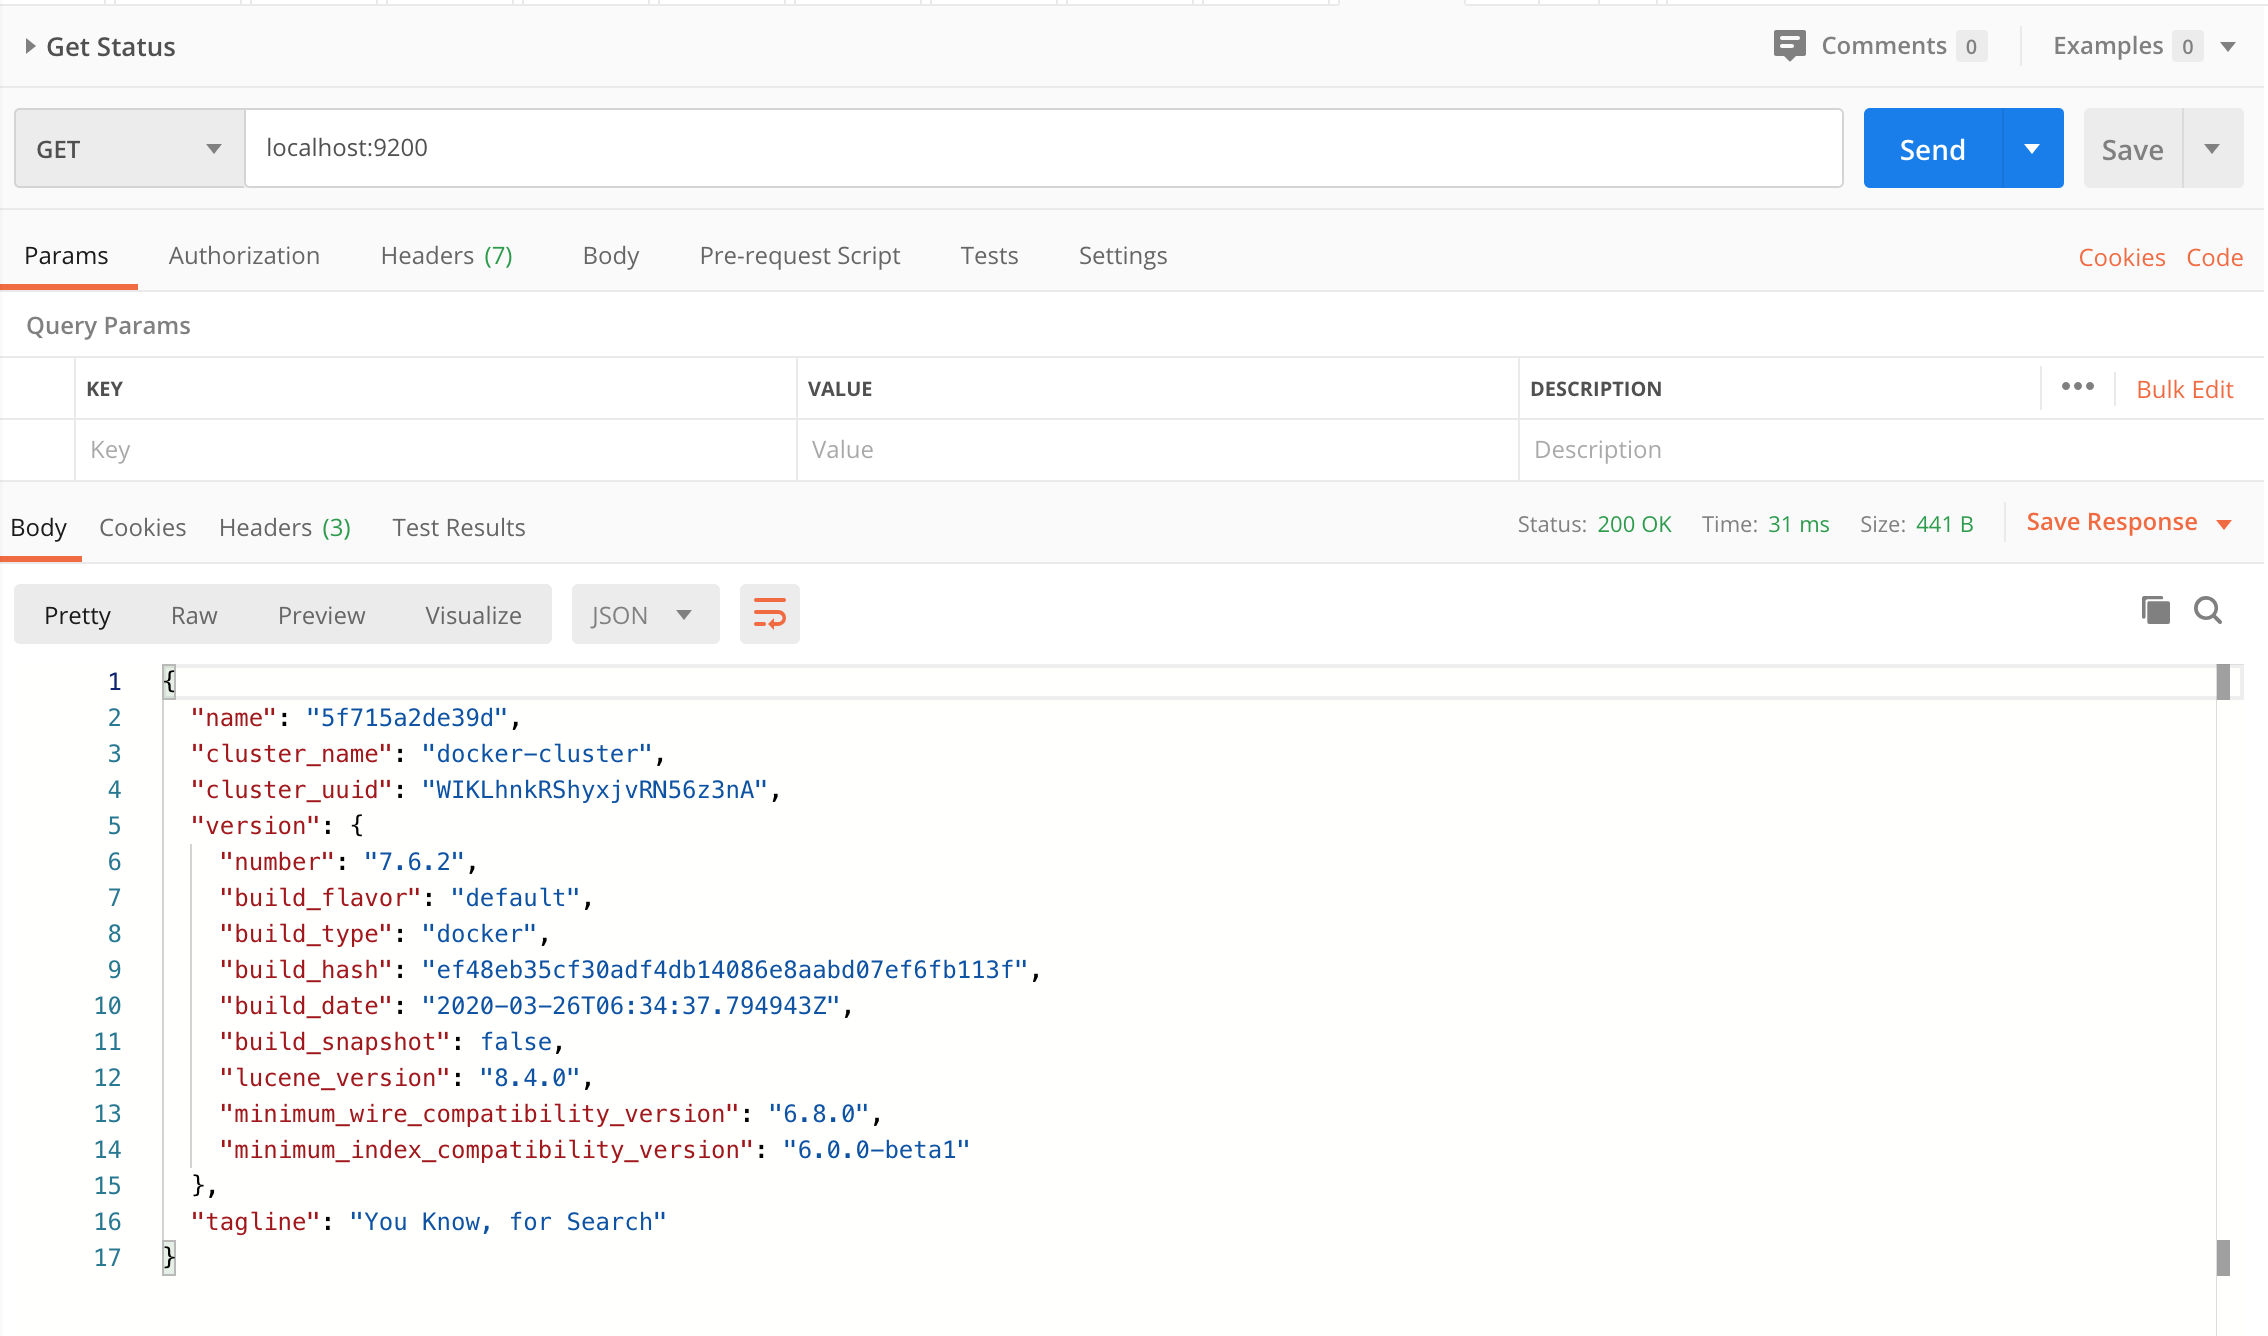 Get Status
Comments 0
Examples 0
GET
localhost:9200
Send
Save
Params Authorization Headers (7) Body Pre-request Script Tests Settings Cookies Code
Query Params
KEY VALUE DESCRIPTION ••• Bulk Edit
Key Value Description
Body Cookies Headers (3) Test Results Status: 200 OK Time: 31 ms Size: 441 B Save Response
Pretty Raw Preview Visualize JSON
1 {
2 "name": "5f715a2de39d",
3 "cluster_name": "docker-cluster",
4 "cluster_uuid": "WIKLhnkRShyxjvRN56z3nA",
5 "version": {
6 "number": "7.6.2",
7 "build_flavor": "default",
8 "build_type": "docker",
9 "build_hash": "ef48eb35cf30adf4db14086e8aabd07ef6fb113f",
10 "build_date": "2020-03-26T06:34:37.794943Z",
11 "build_snapshot": false,
12 "lucene_version": "8.4.0",
13 "minimum_wire_compatibility_version": "6.8.0",
14 "minimum_index_compatibility_version": "6.0.0-beta1"
15 },
16 "tagline": "You Know, for Search"
17 }